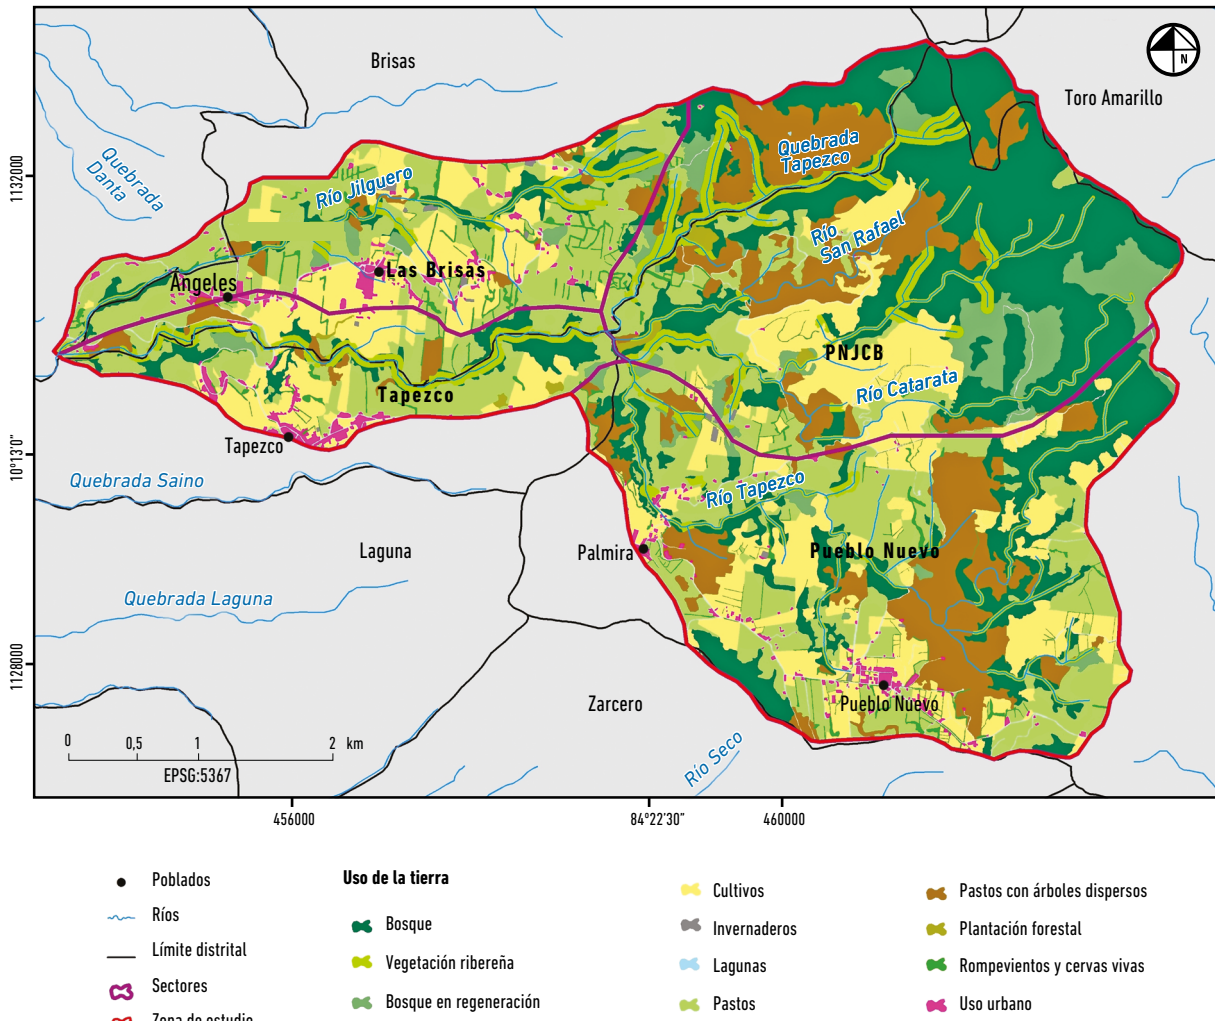 Brisas
Toro Amarillo
N
Quebrada
Danta
Quebrada
Tapezco
Río Jilguero
Río
San Rafael
Las Brisas
Ángeles
PNJCB
Río Catarata
Tapezco
Tapezco
Quebrada Saino
Río Tapezco
Laguna
Palmira
Pueblo Nuevo
Quebrada Laguna
Zarcero
Pueblo Nuevo
Río Seco
0 0,5 1 2 km
EPSG:5367
1132000
10°13'0"
1128000
456000
84°22'30"
460000
Poblados
Ríos
Límite distrital
Sectores
Zona de estudio
Uso de la tierra
Bosque
Vegetación ribereña
Bosque en regeneración
Cultivos
Invernaderos
Lagunas
Pastos
Pastos con árboles dispersos
Plantación forestal
Rompevientos y cervas vivas
Uso urbano